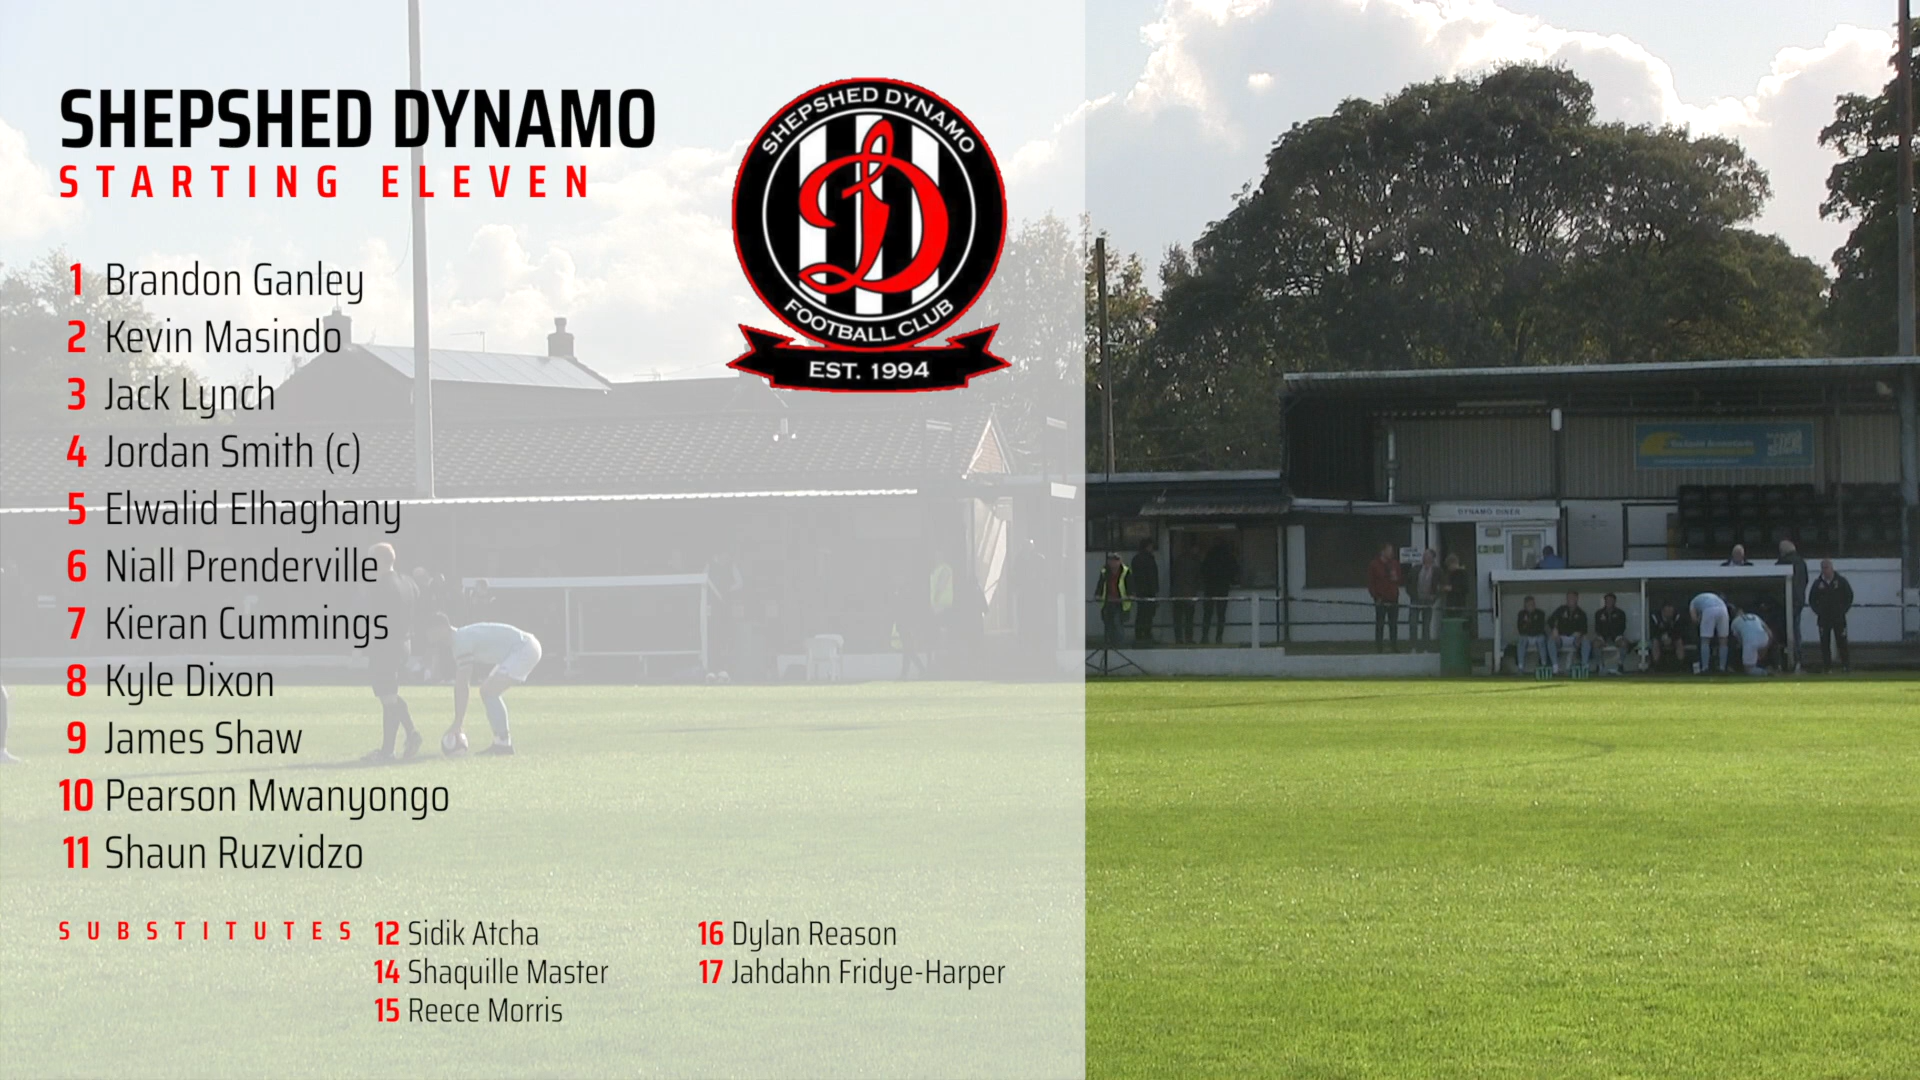 SHEPSHED DYNAMO
STARTING ELEVEN
SHEPSHED DYNAMO
FOOTBALL CLUB
EST. 1994
1 Brandon Ganley
2 Kevin Masindo
3 Jack Lynch
4 Jordan Smith (c)
5 Elwalid Elhaghany
6 Niall Prenderville
7 Kieran Cummings
8 Kyle Dixon
9 James Shaw
10 Pearson Mwanyongo
11 Shaun Ruzvidzo
SUBSTITUTES
12 Sidik Atcha
14 Shaquille Master
15 Reece Morris
16 Dylan Reason
17 Jahdahn Fridye-Harper
DYNAMO DINER